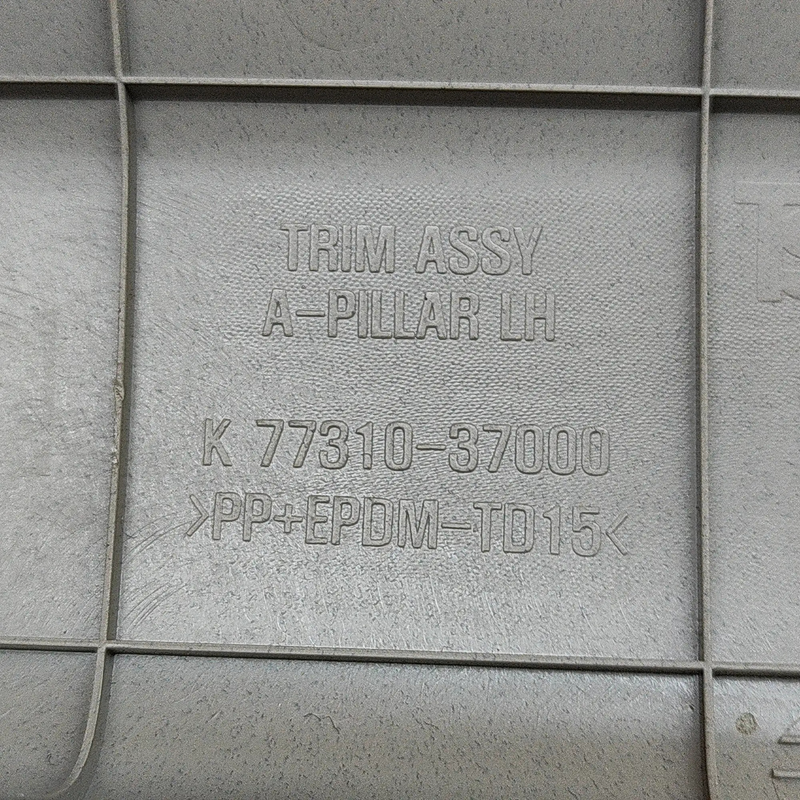 TRIM ASSY
A-PILLAR LH
K 77310-37000
>PP+EPDM-TD15<